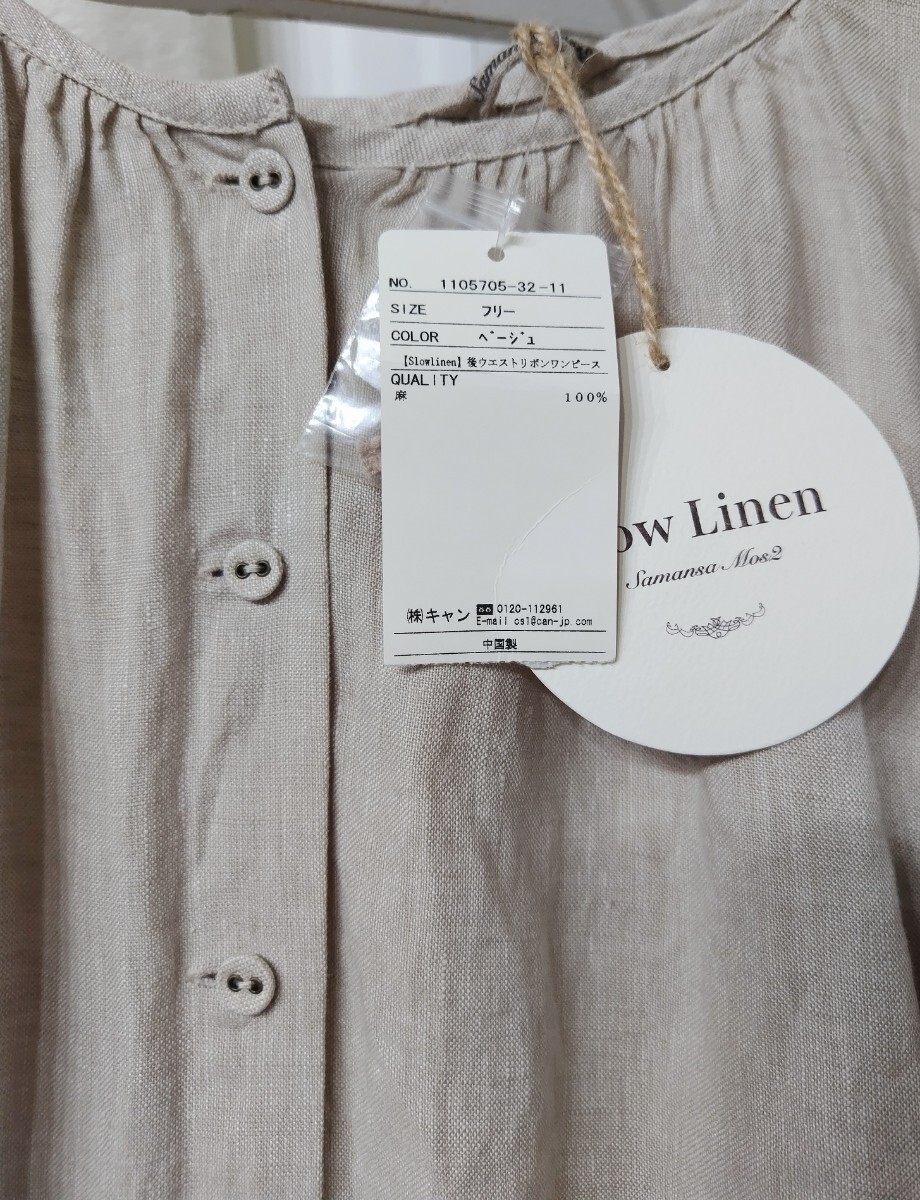 Saman
NO. 1105705-32-11
SIZE フリー
COLOR ベージュ
【Slowlinen】後ウエストリボンワンピース
QUALITY
麻 100%
㈱キャン 0120-112961
E-mail cs1@can-jp.com
中国製
ow Linen
Samansa Mos2